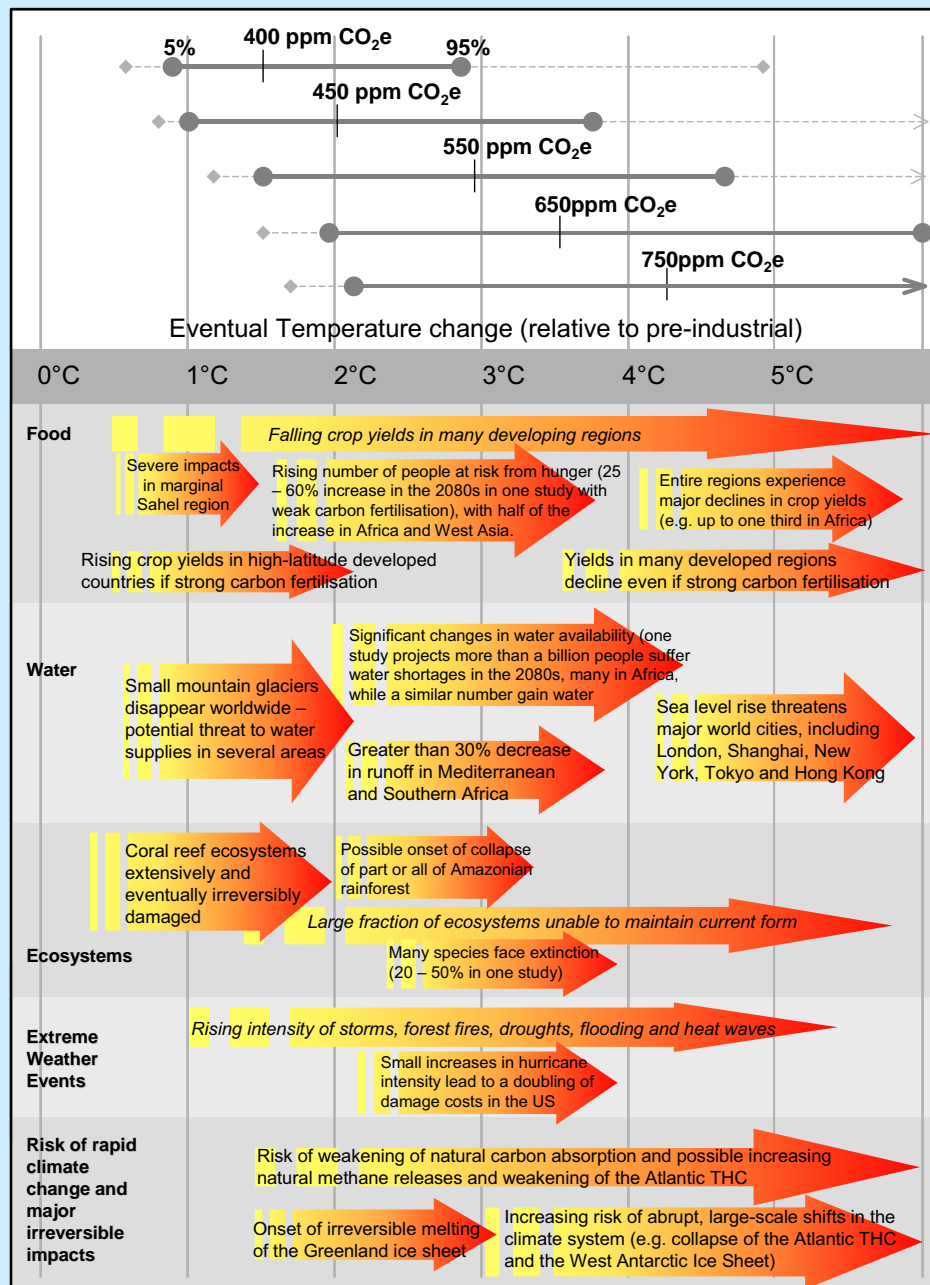 400 ppm CO₂e
5%
95%
450 ppm CO₂e
550 ppm CO₂e
650ppm CO₂e
750ppm CO₂e
Eventual Temperature change (relative to pre-industrial)
0°C 1°C 2°C 3°C 4°C 5°C
Food
Falling crop yields in many developing regions
Severe impacts
in marginal
Sahel region
Rising number of people at risk from hunger (25
– 60% increase in the 2080s in one study with
weak carbon fertilisation), with half of the
increase in Africa and West Asia.
Entire regions experience
major declines in crop yields
(e.g. up to one third in Africa)
Rising crop yields in high-latitude developed
countries if strong carbon fertilisation
Yields in many developed regions
decline even if strong carbon fertilisation
Water
Small mountain glaciers
disappear worldwide –
potential threat to water
supplies in several areas
Significant changes in water availability (one
study projects more than a billion people suffer
water shortages in the 2080s, many in Africa,
while a similar number gain water
Greater than 30% decrease
in runoff in Mediterranean
and Southern Africa
Sea level rise threatens
major world cities, including
London, Shanghai, New
York, Tokyo and Hong Kong
Ecosystems
Coral reef ecosystems
extensively and
eventually irreversibly
damaged
Possible onset of collapse
of part or all of Amazonian
rainforest
Large fraction of ecosystems unable to maintain current form
Many species face extinction
(20 – 50% in one study)
Extreme
Weather
Events
Rising intensity of storms, forest fires, droughts, flooding and heat waves
Small increases in hurricane
intensity lead to a doubling of
damage costs in the US
Risk of rapid
climate
change and
major
irreversible
impacts
Risk of weakening of natural carbon absorption and possible increasing
natural methane releases and weakening of the Atlantic THC
Onset of irreversible melting
of the Greenland ice sheet
Increasing risk of abrupt, large-scale shifts in the
climate system (e.g. collapse of the Atlantic THC
and the West Antarctic Ice Sheet)